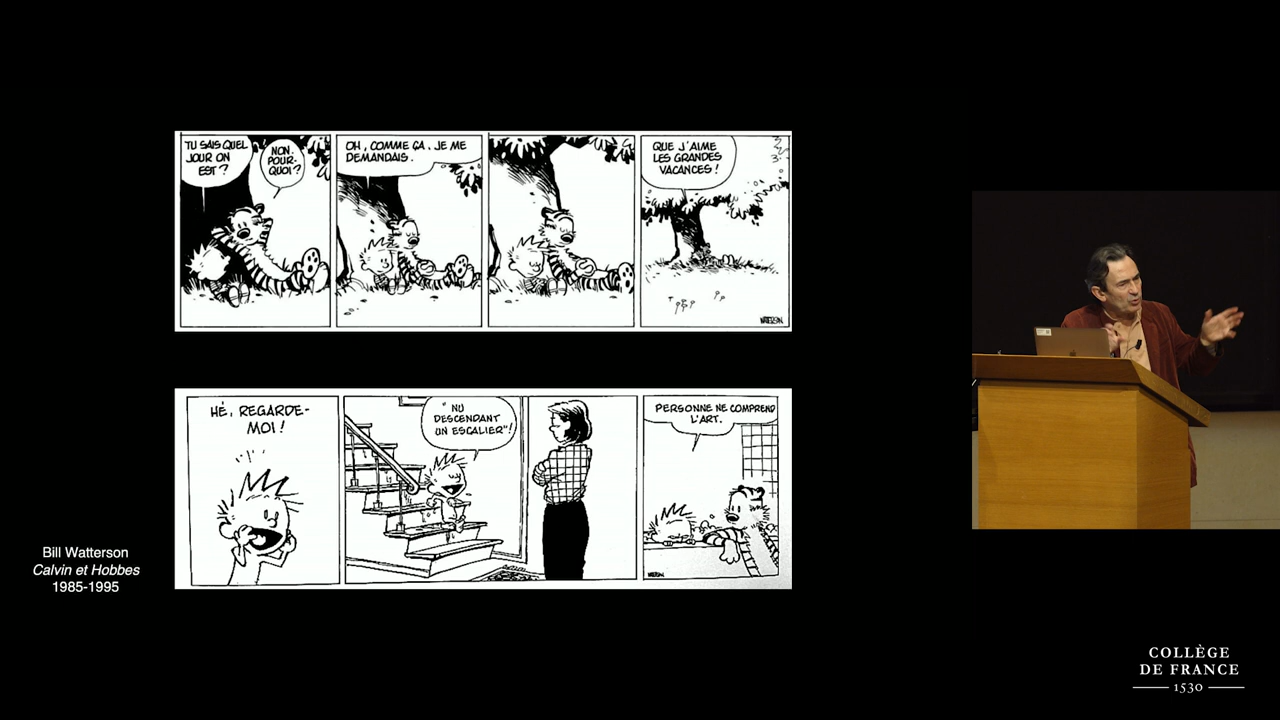 TU SAIS QUEL
JOUR ON
EST ?
NON.
POUR-
QUOI ?
OH, COMME ÇA. JE ME
DEMANDAIS.
QUE J'AIME
LES GRANDES
VACANCES !
WATTERSON
HÉ, REGARDE-
MOI !
"NU
DESCENDANT
UN ESCALIER" !
PERSONNE NE COMPREND
L'ART.
Bill Watterson
Calvin et Hobbes
1985-1995
COLLÈGE
DE FRANCE
1530